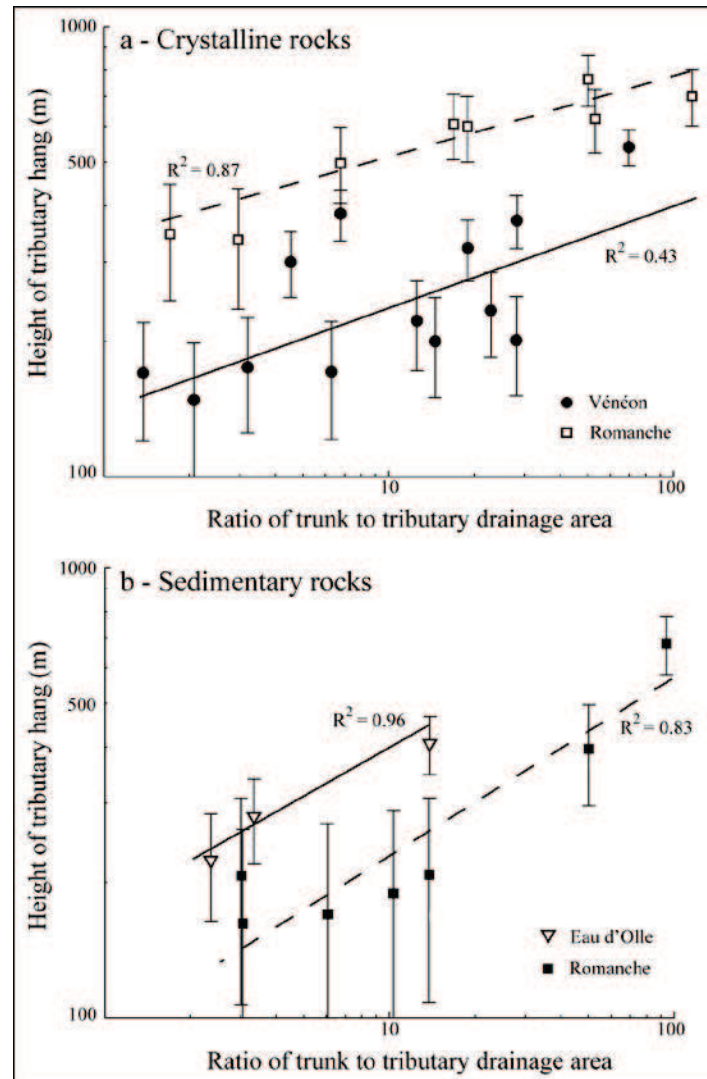 a - Crystalline rocks
1000
500
100
Height of tributary hang (m)
R² = 0.87
R² = 0.43
Vénéon
Romanche
10
100
Ratio of trunk to tributary drainage area
b - Sedimentary rocks
1000
500
100
Height of tributary hang (m)
R² = 0.96
R² = 0.83
Eau d'Olle
Romanche
10
100
Ratio of trunk to tributary drainage area